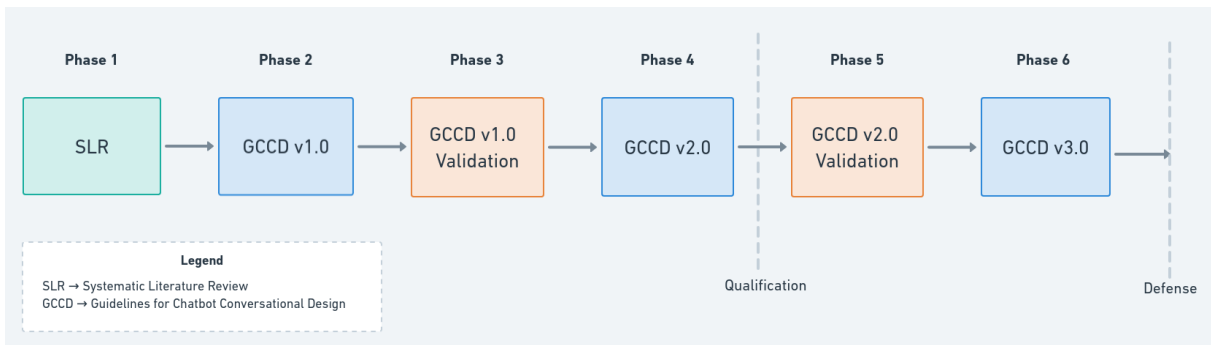 Phase 1
Phase 2
Phase 3
Phase 4
Phase 5
Phase 6
SLR
GCCD v1.0
GCCD v1.0
Validation
GCCD v2.0
GCCD v2.0
Validation
GCCD v3.0
Legend
SLR → Systematic Literature Review
GCCD → Guidelines for Chatbot Conversational Design
Qualification
Defense